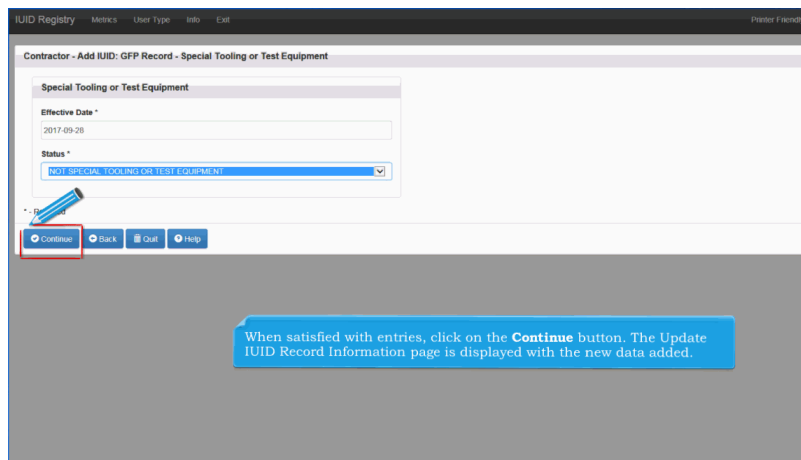 IUID Registry Metrics User Type Info Exit Printer Friendly
Contractor - Add IUID: GFP Record - Special Tooling or Test Equipment
Special Tooling or Test Equipment
Effective Date *
2017-09-28
Status *
NOT SPECIAL TOOLING OR TEST EQUIPMENT
Continue Back Quit Help
When satisfied with entries, click on the Continue button. The Update
IUID Record Information page is displayed with the new data added.